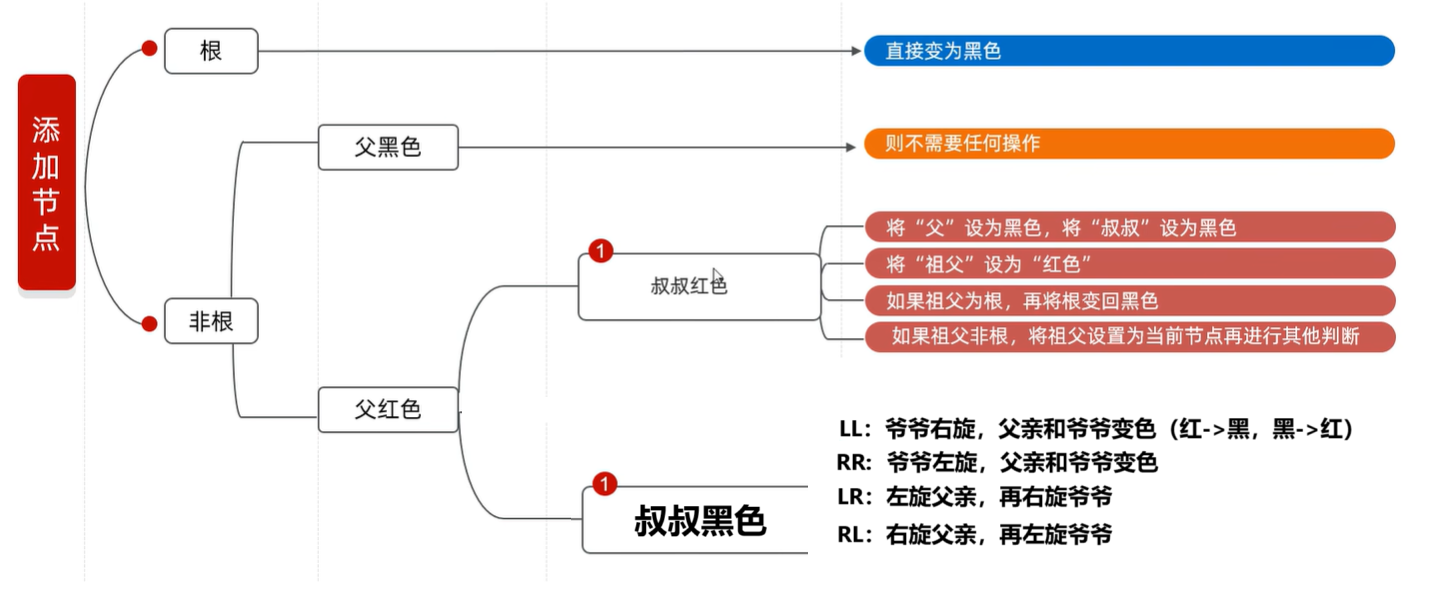 添加节点
根
直接变为黑色
父黑色
则不需要任何操作
非根
父红色
1
叔叔红色
将“父”设为黑色，将“叔叔”设为黑色
将“祖父”设为“红色”
如果祖父为根，再将根变回黑色
如果祖父非根，将祖父设置为当前节点再进行其他判断
1
叔叔黑色
LL：爷爷右旋，父亲和爷爷变色（红->黑，黑->红）
RR：爷爷左旋，父亲和爷爷变色
LR：左旋父亲，再右旋爷爷
RL：右旋父亲，再左旋爷爷